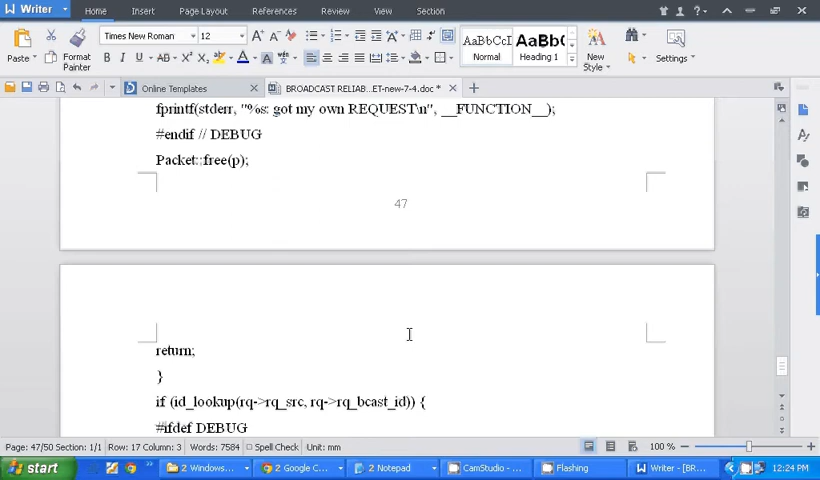 Writer
Home Insert Page Layout References Review View Section
Times New Roman 12 AaBbCcI AaBb(
Paste Format Painter B I U AB Normal Heading 1 New Style Settings
Online Templates BROADCAST RELIAB...ET-new-7-4.doc *
fprintf(stderr, "%s: got my own REQUEST\n", __FUNCTION__);
#endif // DEBUG
Packet::free(p);
47
return;
}
if (id_lookup(rq->rq_src, rq->rq_bcast_id)) {
#ifdef DEBUG
Page: 47/50 Section: 1/1 Row: 17 Column: 3 Words: 7584 Spell Check Unit: mm 100 %
start 2 Windows... 2 Google C... 2 Notepad CamStudio - ... Flashing Writer - [BR... 12:24 PM